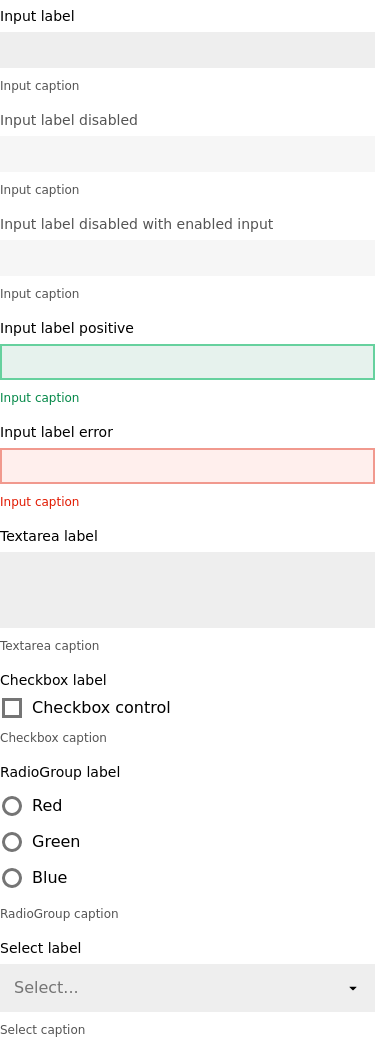 Input label
Input caption
Input label disabled
Input caption
Input label disabled with enabled input
Input caption
Input label positive
Input caption
Input label error
Input caption
Textarea label
Textarea caption
Checkbox label
Checkbox control
Checkbox caption
RadioGroup label
Red
Green
Blue
RadioGroup caption
Select label
Select...
Select caption